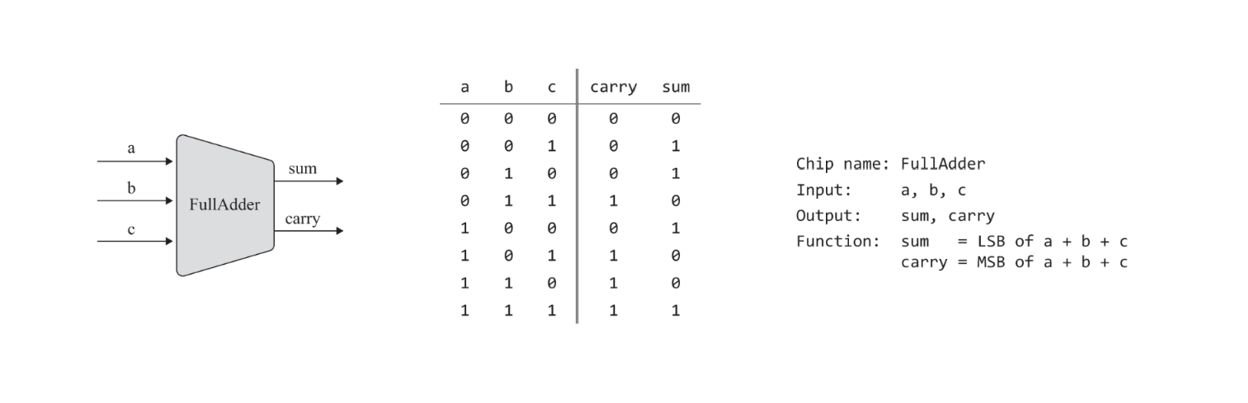 a
b
c
FullAdder
sum
carry
a b c carry sum
0 0 0 0 0
0 0 1 0 1
0 1 0 0 1
0 1 1 1 0
1 0 0 0 1
1 0 1 1 0
1 1 0 1 0
1 1 1 1 1
Chip name: FullAdder
Input: a, b, c
Output: sum, carry
Function: sum = LSB of a + b + c
carry = MSB of a + b + c